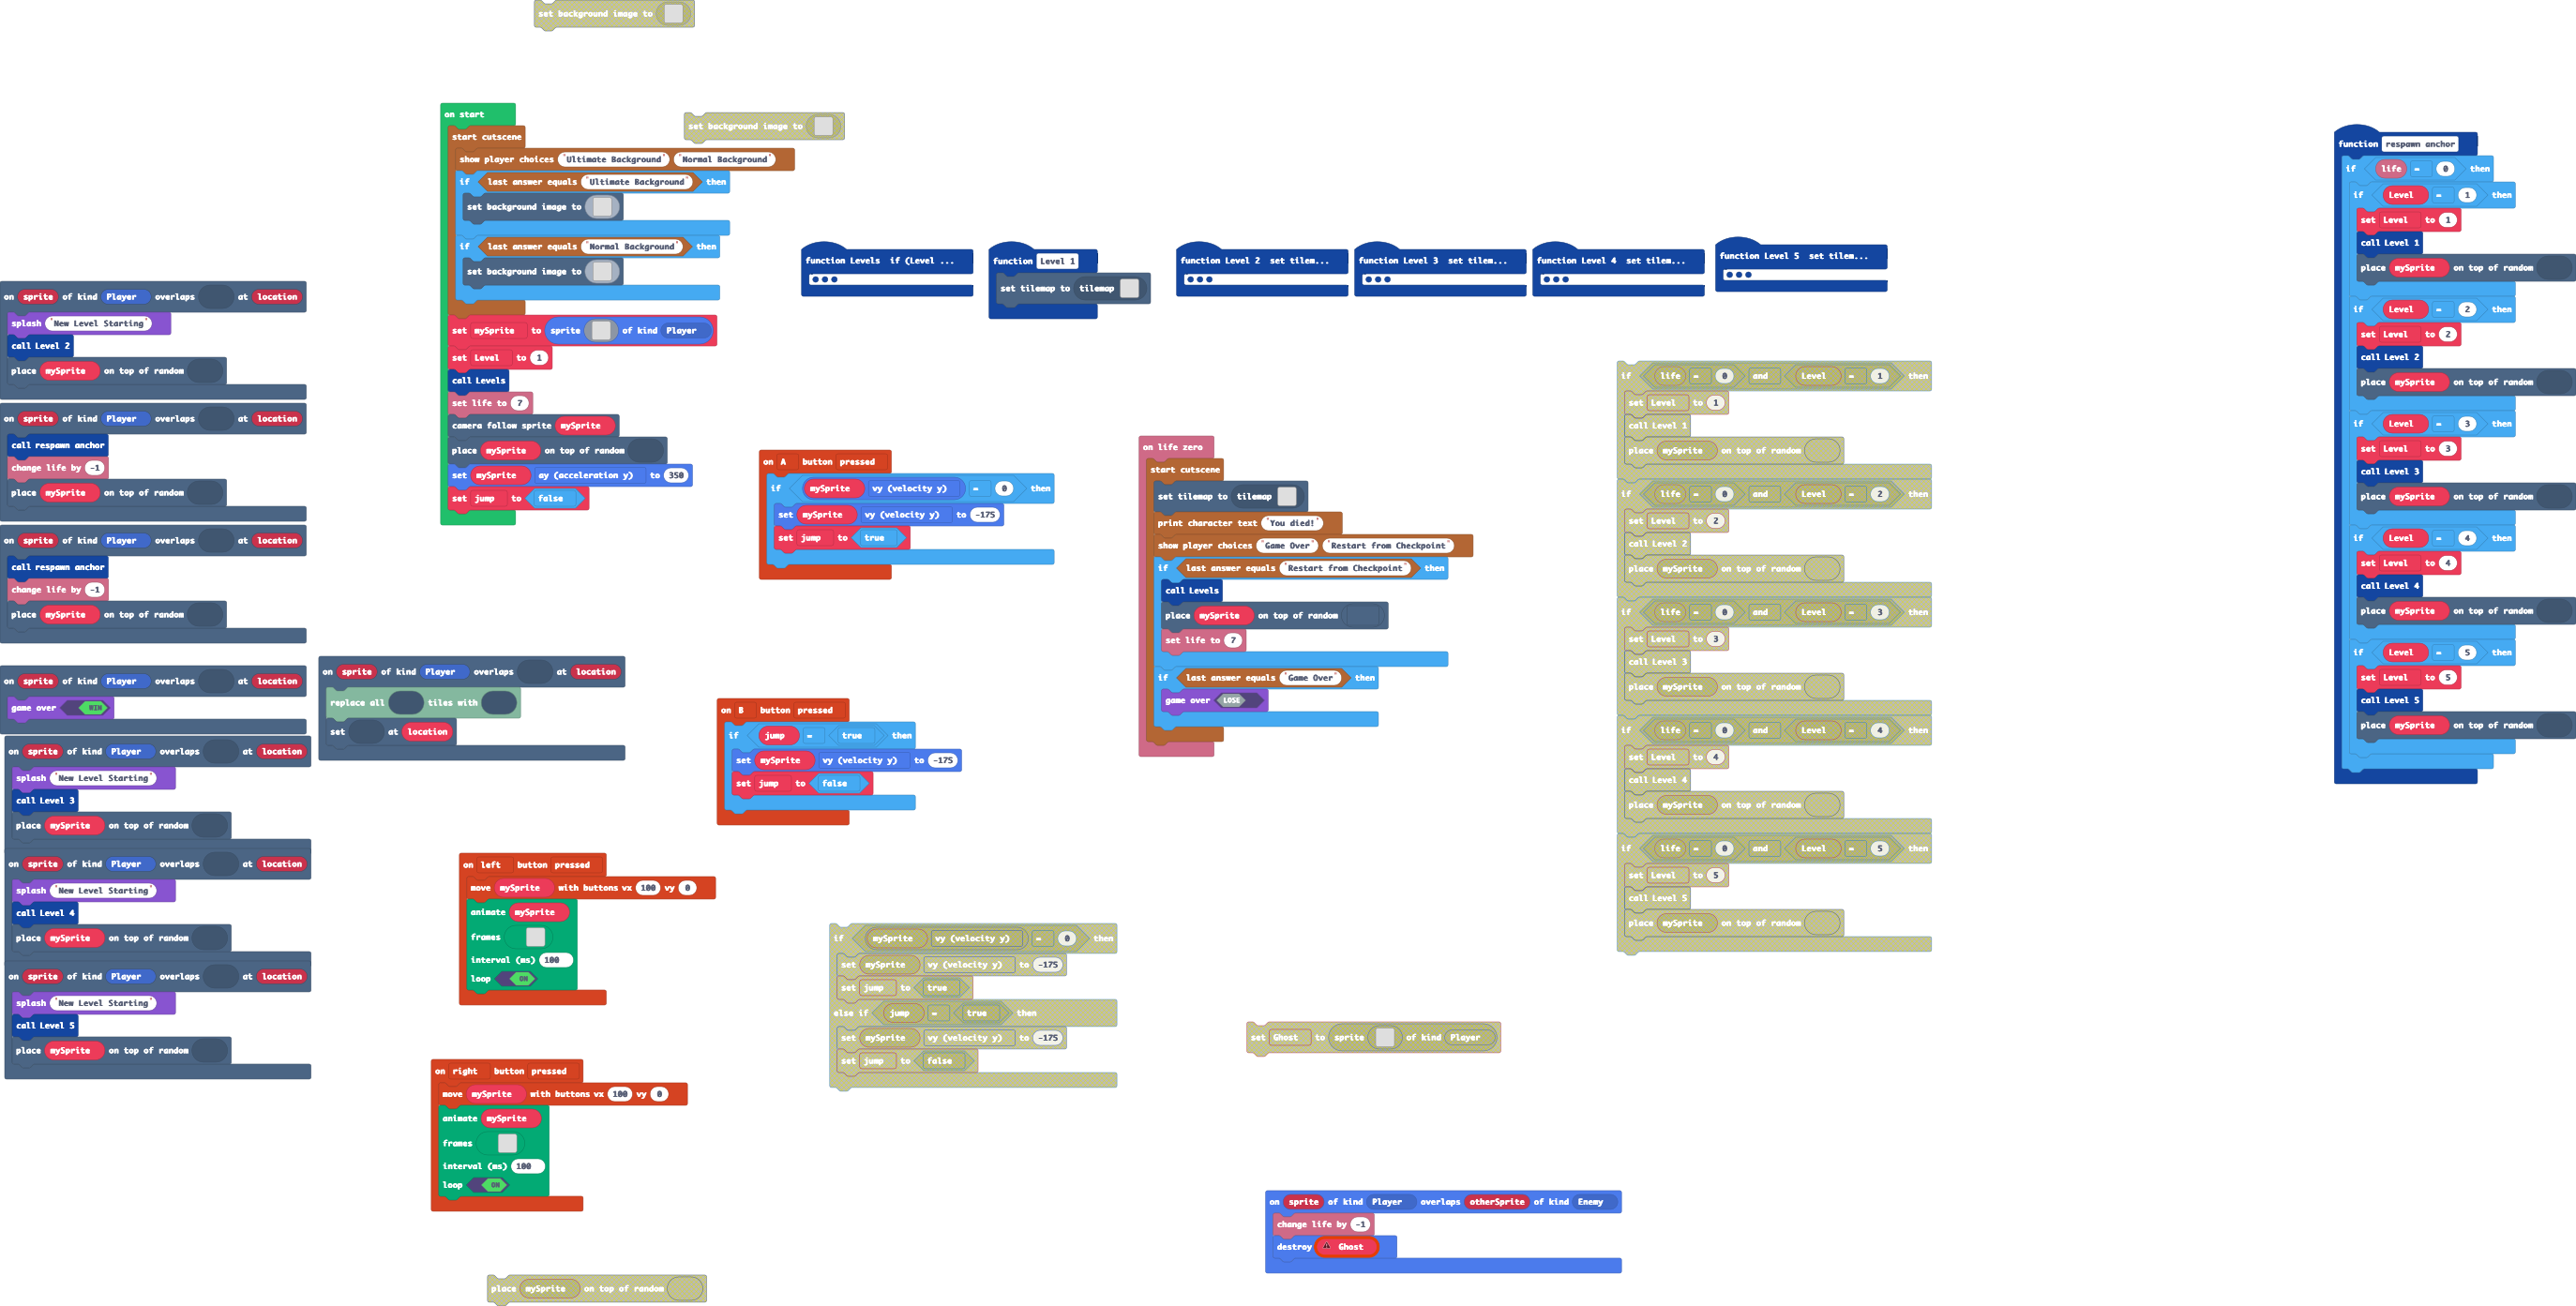 set background image to
on start
start cutscene
show player choices "Ultimate Background" "Normal Background"
if last answer equals "Ultimate Background" then
set background image to
if last answer equals "Normal Background" then
set background image to
set mySprite to sprite of kind Player
set Level to 1
call Levels
set life to 7
camera follow sprite mySprite
place mySprite on top of random
set mySprite ay (acceleration y) to 350
set jump to false
set background image to
function Levels if (Level ...
function Level 1
set tilemap to tilemap
function Level 2 set tilem...
function Level 3 set tilem...
function Level 4 set tilem...
function Level 5 set tilem...
on sprite of kind Player overlaps at location
splash "New Level Starting"
call Level 2
place mySprite on top of random
on sprite of kind Player overlaps at location
call respawn anchor
change life by -1
place mySprite on top of random
on sprite of kind Player overlaps at location
call respawn anchor
change life by -1
place mySprite on top of random
on sprite of kind Player overlaps at location
game over WIN
on sprite of kind Player overlaps at location
splash "New Level Starting"
call Level 3
place mySprite on top of random
on sprite of kind Player overlaps at location
splash "New Level Starting"
call Level 4
place mySprite on top of random
on sprite of kind Player overlaps at location
splash "New Level Starting"
call Level 5
place mySprite on top of random
on sprite of kind Player overlaps at location
replace all tiles with
set at location
on A button pressed
if mySprite vy (velocity y) = 0 then
set mySprite vy (velocity y) to -175
set jump to true
on B button pressed
if jump = true then
set mySprite vy (velocity y) to -175
set jump to false
on left button pressed
move mySprite with buttons vx 100 vy 0
animate mySprite
frames
interval (ms) 100
loop ON
on right button pressed
move mySprite with buttons vx 100 vy 0
animate mySprite
frames
interval (ms) 100
loop ON
if mySprite vy (velocity y) = 0 then
set mySprite vy (velocity y) to -175
set jump to true
else if jump = true then
set mySprite vy (velocity y) to -175
set jump to false
place mySprite on top of random
on life zero
start cutscene
set tilemap to tilemap
print character text "You died!"
show player choices "Game Over" "Restart from Checkpoint"
if last answer equals "Restart from Checkpoint" then
call Levels
place mySprite on top of random
set life to 7
if last answer equals "Game Over" then
game over LOSE
set Ghost to sprite of kind Player
on sprite of kind Player overlaps otherSprite of kind Enemy
change life by -1
destroy Ghost
if life = 0 and Level = 1 then
set Level to 1
call Level 1
place mySprite on top of random
if life = 0 and Level = 2 then
set Level to 2
call Level 2
place mySprite on top of random
if life = 0 and Level = 3 then
set Level to 3
call Level 3
place mySprite on top of random
if life = 0 and Level = 4 then
set Level to 4
call Level 4
place mySprite on top of random
if life = 0 and Level = 5 then
set Level to 5
call Level 5
place mySprite on top of random
function respawn anchor
if life = 0 then
if Level = 1 then
set Level to 1
call Level 1
place mySprite on top of random
if Level = 2 then
set Level to 2
call Level 2
place mySprite on top of random
if Level = 3 then
set Level to 3
call Level 3
place mySprite on top of random
if Level = 4 then
set Level to 4
call Level 4
place mySprite on top of random
if Level = 5 then
set Level to 5
call Level 5
place mySprite on top of random